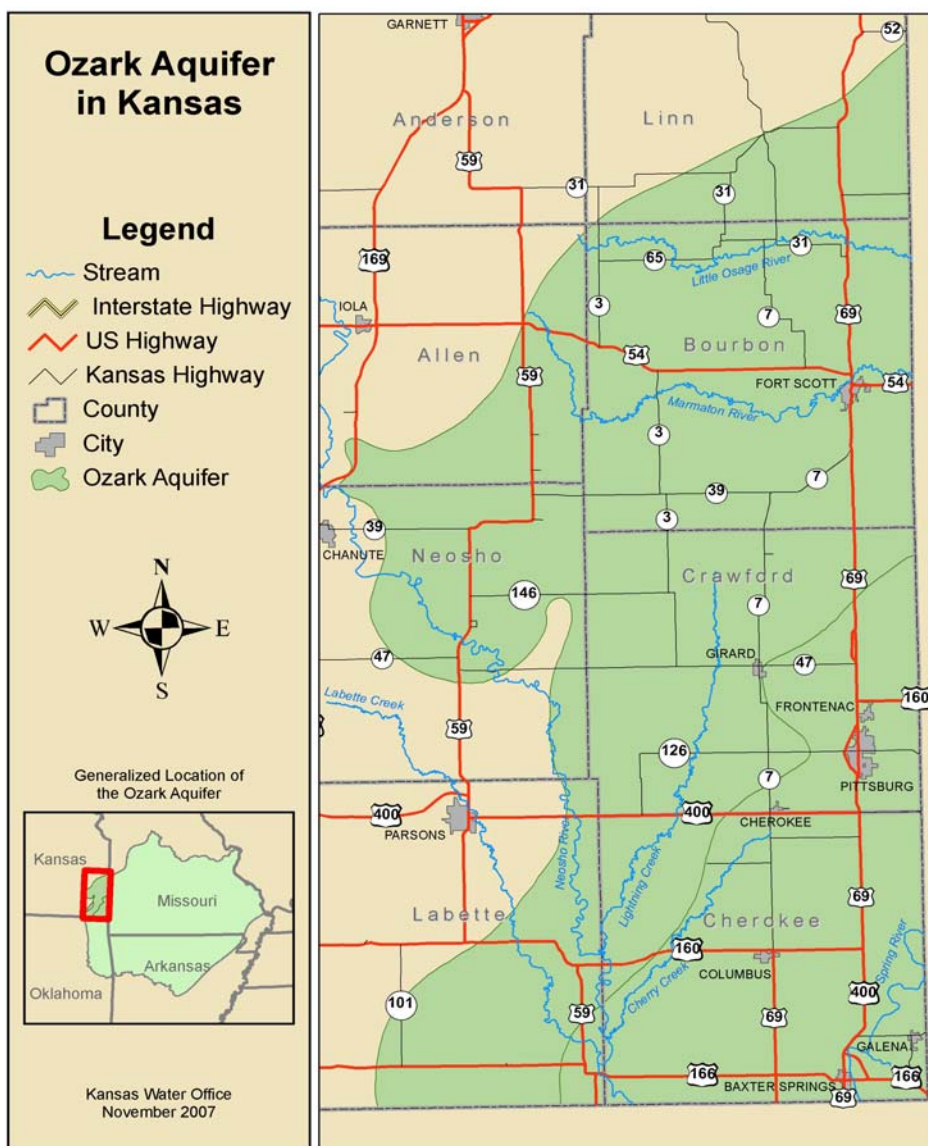 Ozark Aquifer
in Kansas
Legend
Stream
Interstate Highway
US Highway
Kansas Highway
County
City
Ozark Aquifer
N
W
E
S
Generalized Location of
the Ozark Aquifer
Kansas
Missouri
Arkansas
Oklahoma
Kansas Water Office
November 2007
GARNETT
52
Anderson
Linn
59
31
31
169
65
31
Little Osage River
IOLA
3
7
69
Allen
54
Bourbon
59
FORT SCOTT
54
Marmaton River
3
7
39
39
3
CHANUTE
Neosho
Crawford
69
146
7
47
GIRARD
47
Labette Creek
160
FRONTENAC
59
126
7
PITTSBURG
400
PARSONS
400
CHEROKEE
Neosho River
Lightning Creek
69
Labette
Cherokee
160
COLUMBUS
Spring River
Cherry Creek
101
59
69
400
GALENA
166
BAXTER SPRINGS
166
69